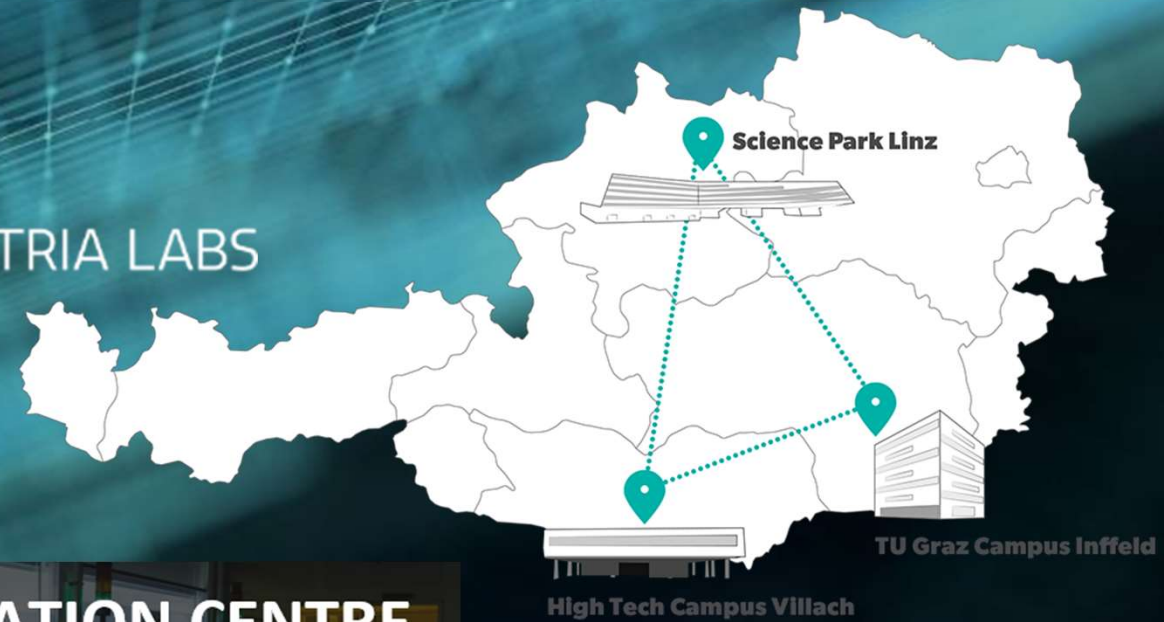 Science Park Linz
TRIA LABS
TU Graz Campus Inffeld
ATION CENTRE
High Tech Campus Villach